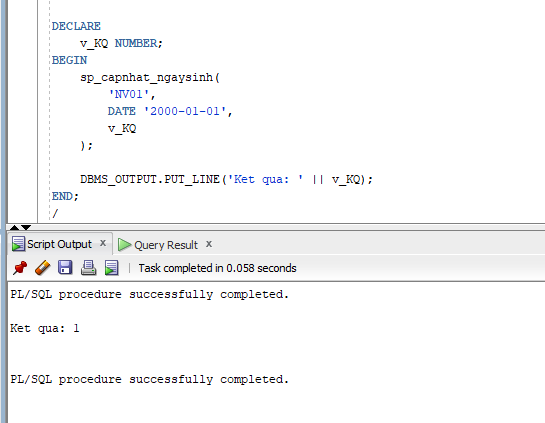 DECLARE
v_KQ NUMBER;
BEGIN
sp_capnhat_ngaysinh(
'NV01',
DATE '2000-01-01',
v_KQ
);
DBMS_OUTPUT.PUT_LINE('Ket qua: ' || v_KQ);
END;
/
Script Output x Query Result x
Task completed in 0.058 seconds
PL/SQL procedure successfully completed.
Ket qua: 1
PL/SQL procedure successfully completed.